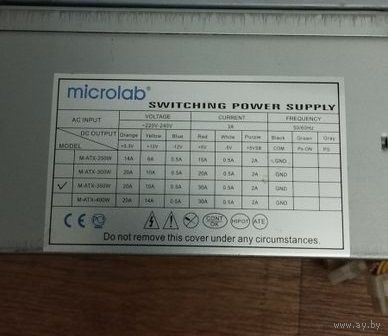 microlab®
SWITCHING POWER SUPPLY
AC INPUT VOLTAGE CURRENT FREQUENCY
~220V-240V 3A 50/60Hz
DC OUTPUT Orange Yellow Blue Red White Purple Black Green Gray
MODEL +3.3V +12V -12V +5V -5V +5VSB COM Ps-ON PG
M-ATX-250W 14A 0.5A 0.5A 2A GND
M-ATX-300W 20A 10A 0.5A 20A 0.5A 2A GND
✓ M-ATX-350W 20A 10A 0.5A 30A 0.5A 2A GND
M-ATX-400W 20A 14A 0.5A 30A 0.5A 2A GND
CE CONT OK HIPOT ATE
Do not remove this cover under any circumstances.
www.ay.by